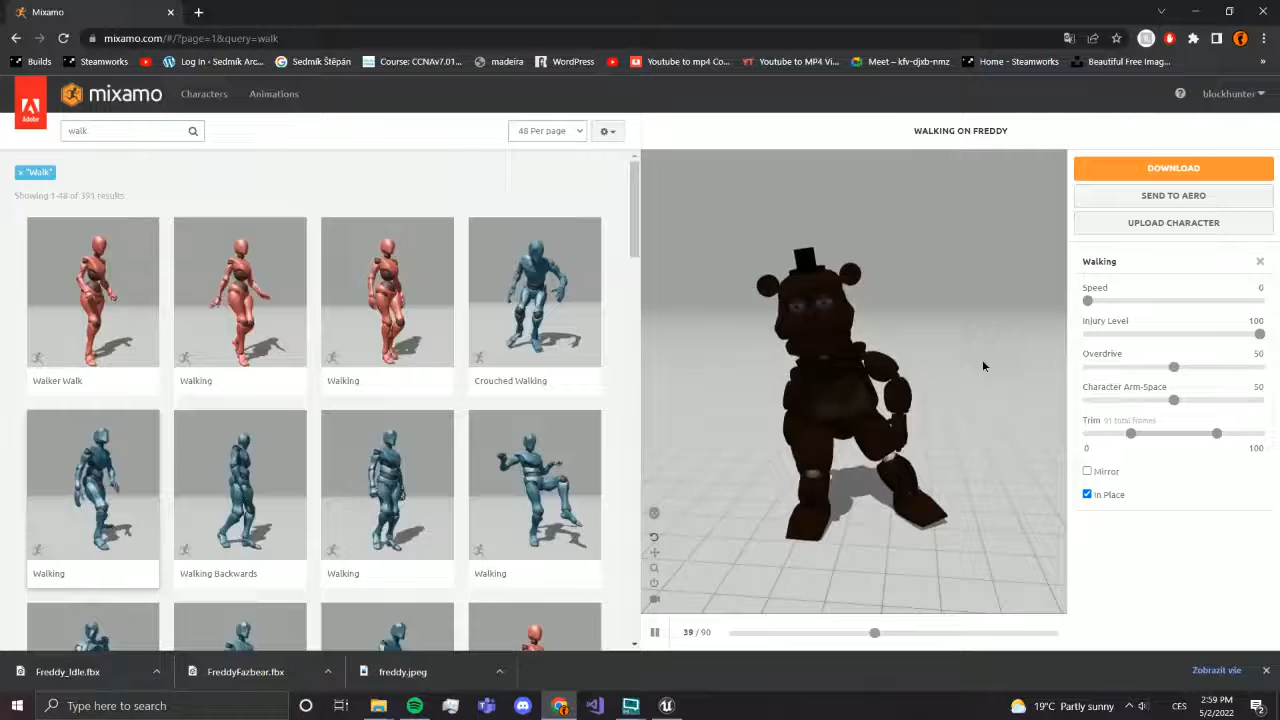 Mixamo
mixamo.com/#/?page=1&query=walk
Builds
Steamworks
Log In ‹ Sedmik Arc...
Sedmik Štěpán
Course: CCNAv7.01...
madeira
WordPress
Youtube to mp4 Co...
Youtube to MP4 Vi...
Meet – kfv-djxb-nmz
Home - Steamworks
Beautiful Free Imag...
»
Adobe
mixamo
Characters
Animations
blockhunter
walk
48 Per page
WALKING ON FREDDY
"Walk"
Showing 1-48 of 391 results
DOWNLOAD
SEND TO AERO
UPLOAD CHARACTER
Walking
Speed 0
Injury Level 100
Overdrive 50
Character Arm-Space 50
Trim 91 total frames
0 100
Mirror
In Place
Walker Walk
Walking
Walking
Crouched Walking
Walking
Walking Backwards
Walking
Walking
39 / 90
Freddy_Idle.fbx
FreddyFazbear.fbx
freddy.jpeg
Zobrazit vše
Type here to search
19°C Partly sunny
CES
2:59 PM
5/2/2022
2